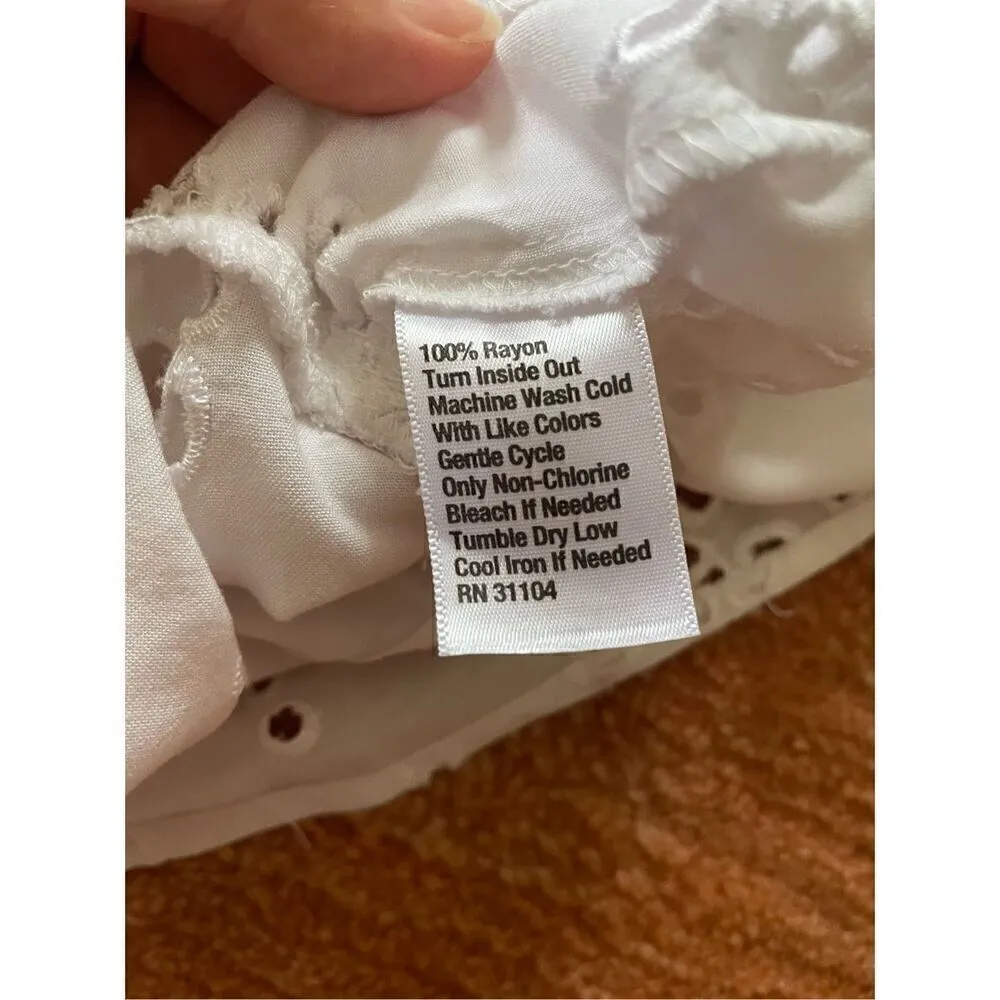 100% Rayon
Turn Inside Out
Machine Wash Cold
With Like Colors
Gentle Cycle
Only Non-Chlorine
Bleach If Needed
Tumble Dry Low
Cool Iron If Needed
RN 31104